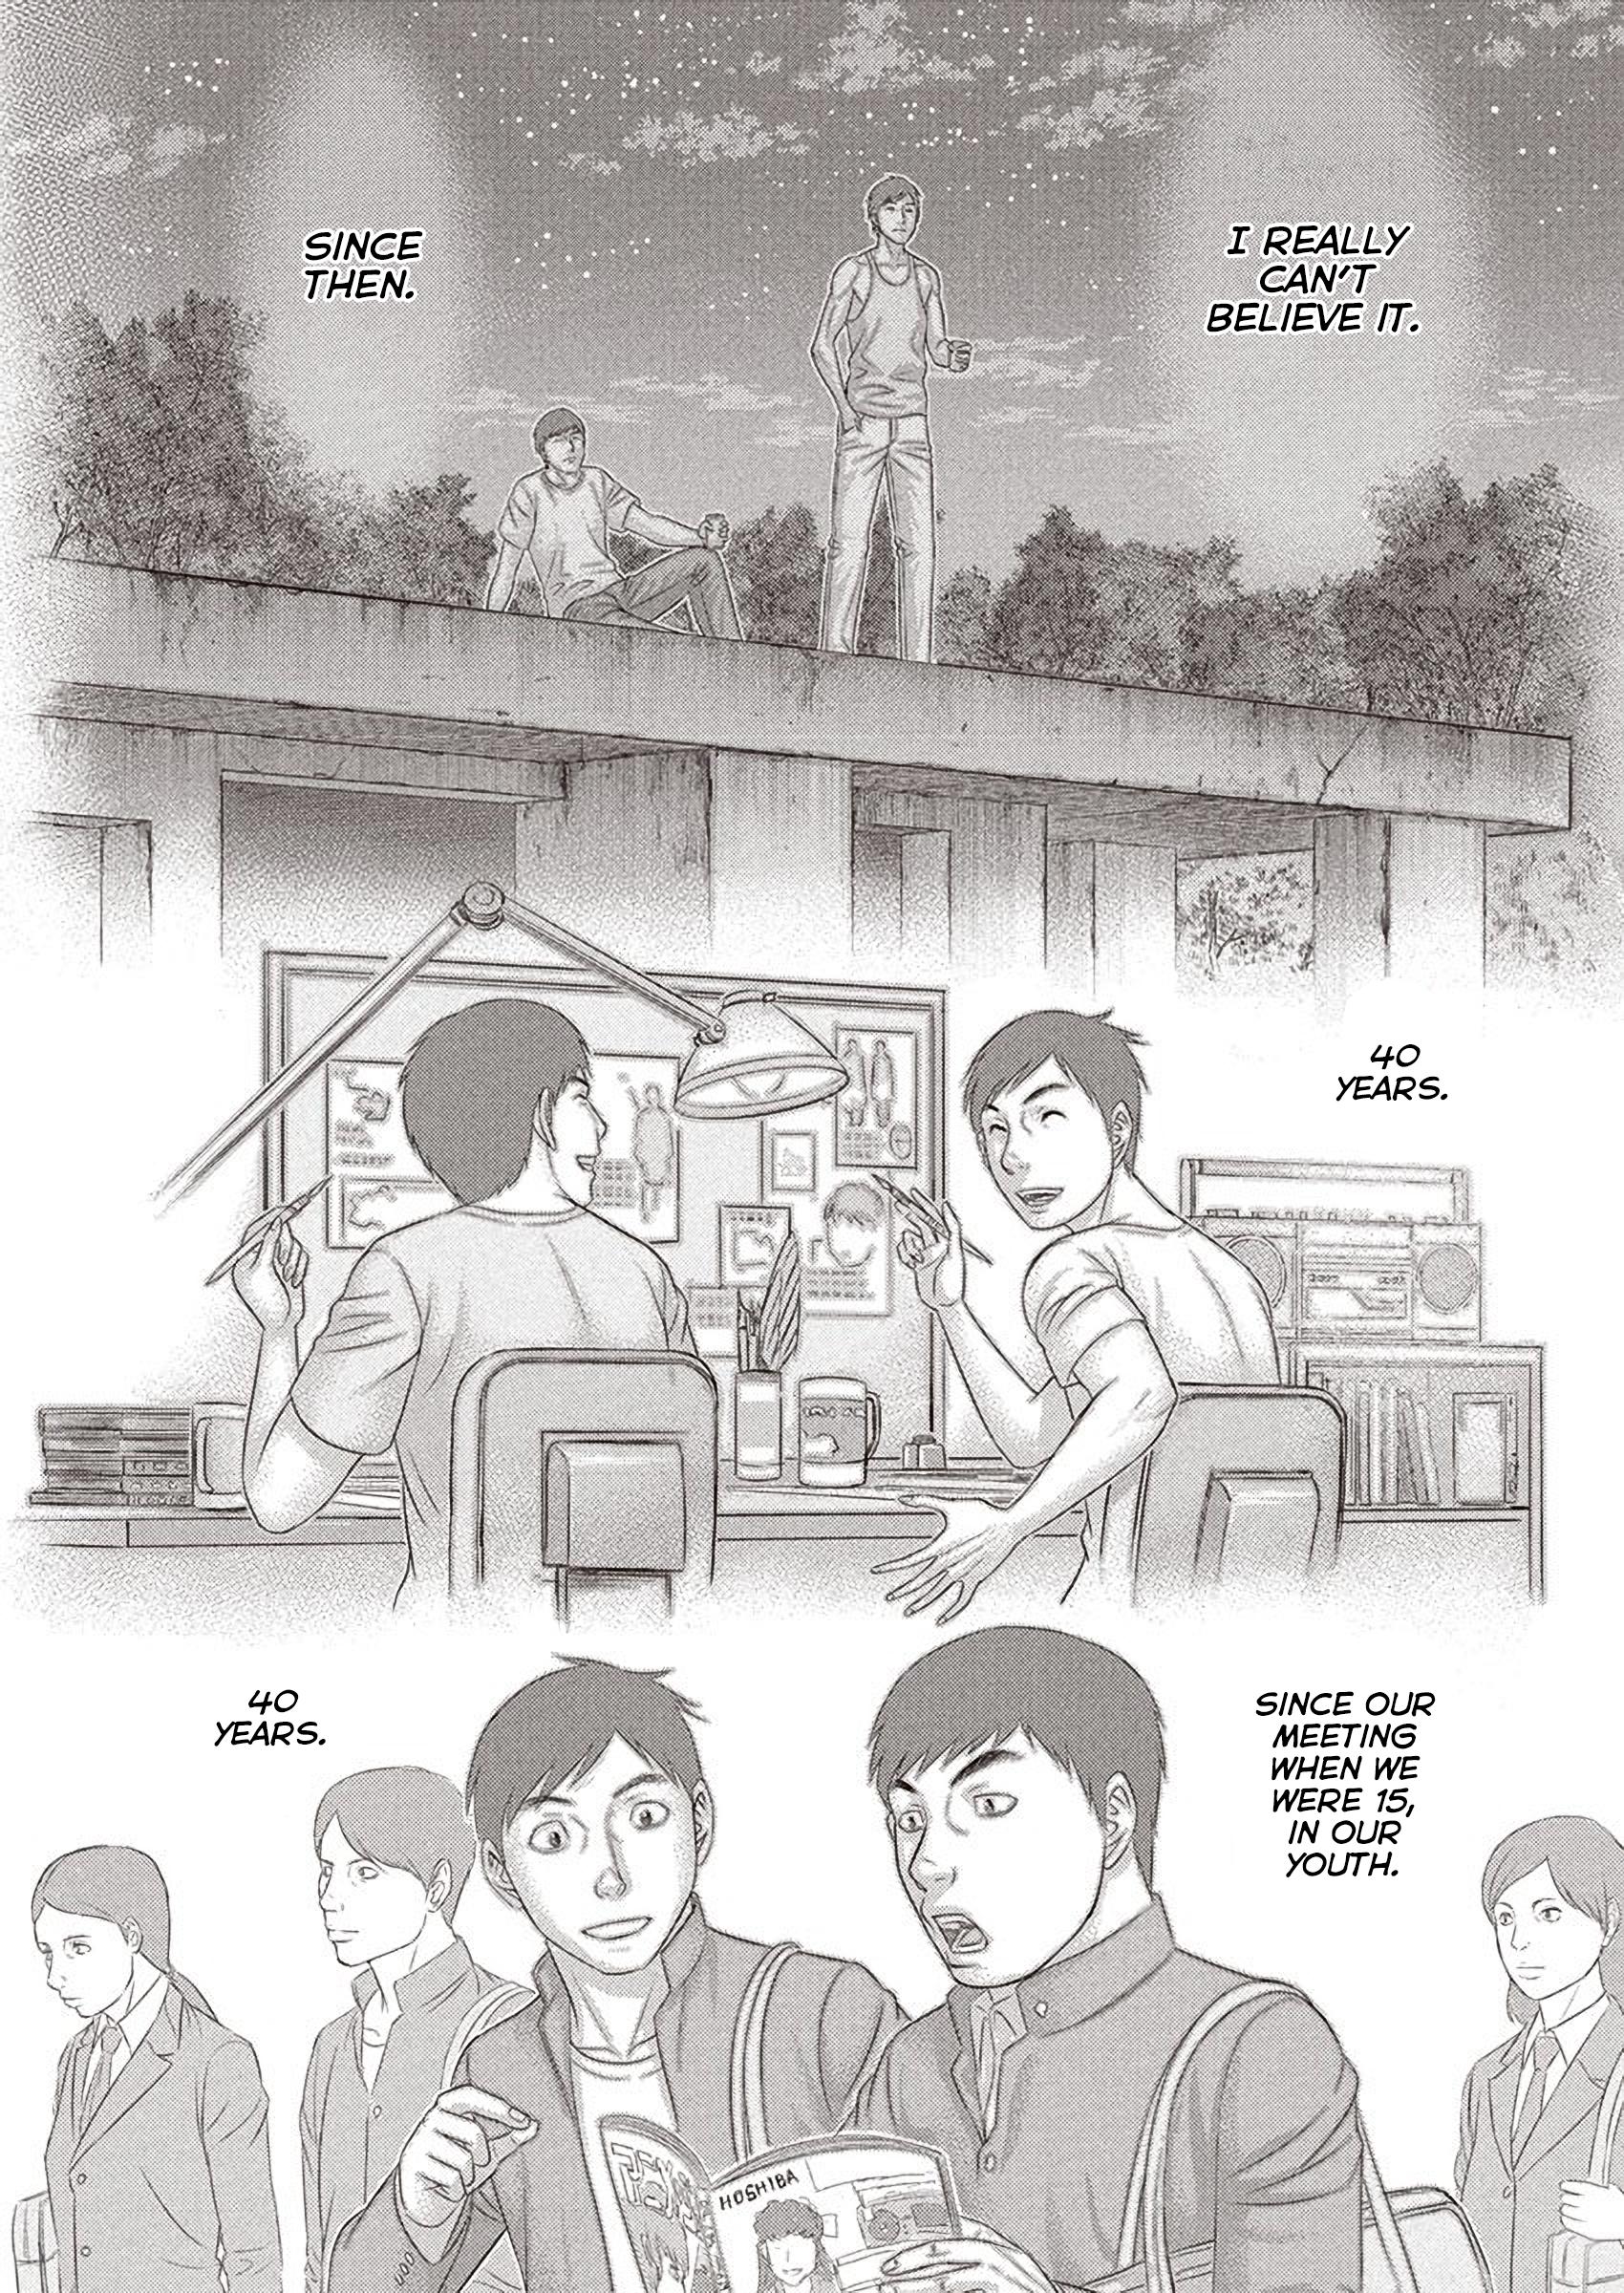 I REALLY
CAN'T
BELIEVE IT.
SINCE
THEN.
40
YEARS.
SINCE OUR
MEETING
WHEN WE
WERE 15,
IN OUR
YOUTH.
40
YEARS.
HOSHIBA